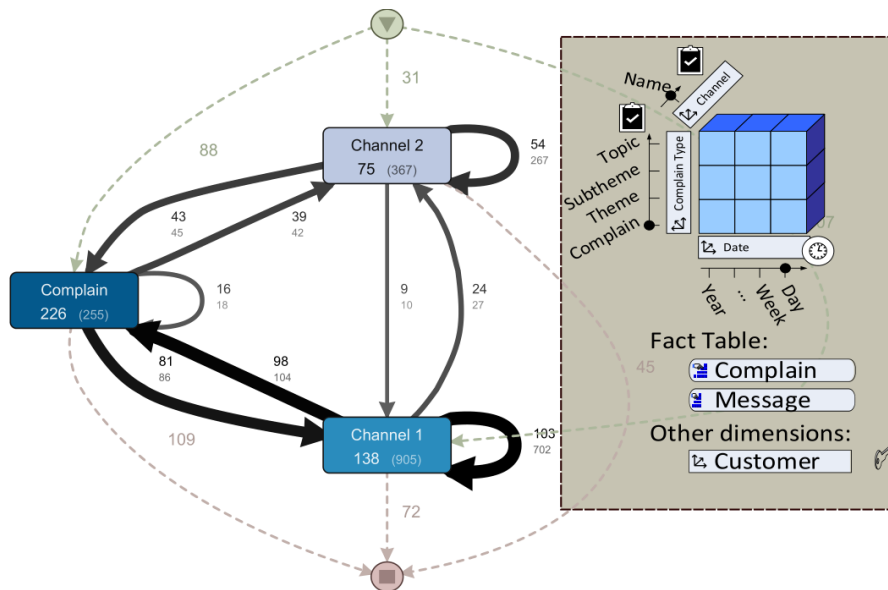 31
88
Channel 2
75 (367)
54
267
43
45
39
42
Complain
226 (255)
16
18
9
10
24
27
81
86
98
104
Channel 1
138 (905)
103
702
109
72
45
Name
Channel
Topic
Subtheme
Theme
Complain
Complain Type
Date
Year
...
Week
Day
Fact Table:
Complain
Message
Other dimensions:
Customer